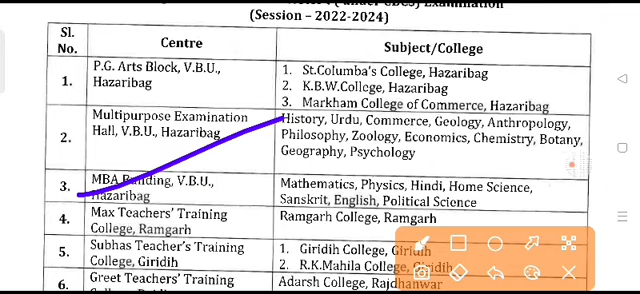 Examination
(Session – 2022-2024)
Sl. No. Centre Subject/College
1. P.G. Arts Block, V.B.U., Hazaribag
1. St.Columba's College, Hazaribag
2. K.B.W.College, Hazaribag
3. Markham College of Commerce, Hazaribag
2. Multipurpose Examination Hall, V.B.U., Hazaribag
History, Urdu, Commerce, Geology, Anthropology,
Philosophy, Zoology, Economics, Chemistry, Botany,
Geography, Psychology
3. MBA Building, V.B.U., Hazaribag
Mathematics, Physics, Hindi, Home Science,
Sanskrit, English, Political Science
4. Max Teachers' Training College, Ramgarh
Ramgarh College, Ramgarh
5. Subhas Teacher's Training College, Giridih
1. Giridih College, Giridih
2. R.K.Mahila College, Giridih
6. Greet Teachers' Training
Adarsh College, Rajdhanwar